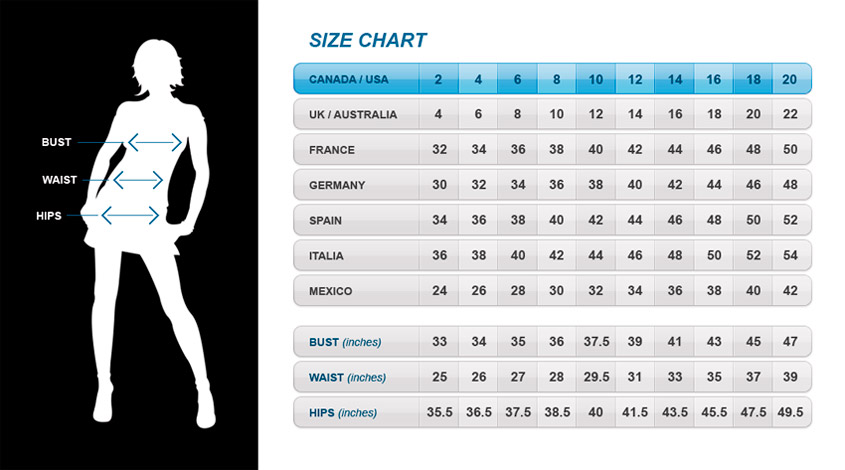 SIZE CHART
CANADA / USA 2 4 6 8 10 12 14 16 18 20
UK / AUSTRALIA 4 6 8 10 12 14 16 18 20 22
BUST
FRANCE 32 34 36 38 40 42 44 46 48 50
WAIST
GERMANY 30 32 34 36 38 40 42 44 46 48
HIPS
SPAIN 34 36 38 40 42 44 46 48 50 52
ITALIA 36 38 40 42 44 46 48 50 52 54
MEXICO 24 26 28 30 32 34 36 38 40 42
BUST (inches) 33 34 35 36 37.5 39 41 43 45 47
WAIST (inches) 25 26 27 28 29.5 31 33 35 37 39
HIPS (inches) 35.5 36.5 37.5 38.5 40 41.5 43.5 45.5 47.5 49.5